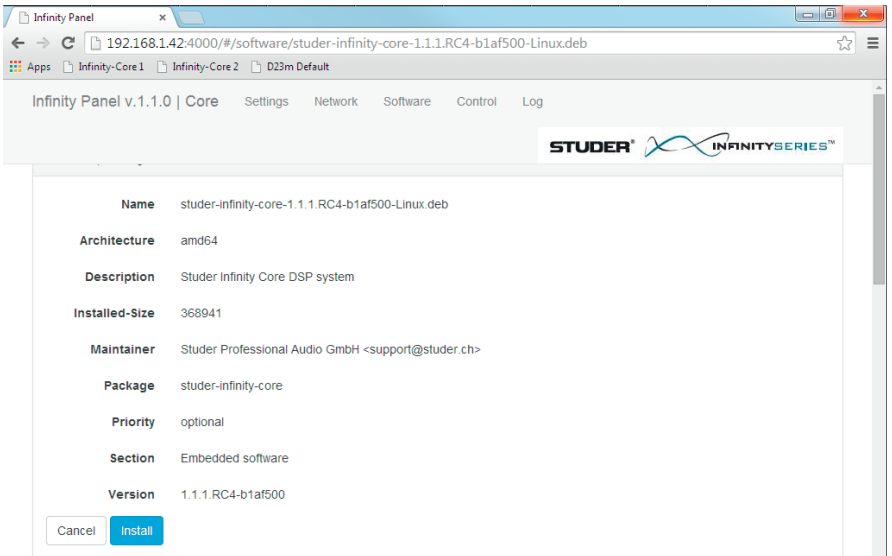 Infinity Panel
192.168.1.42:4000/#/software/studer-infinity-core-1.1.1.RC4-b1af500-Linux.deb
Apps Infinity-Core 1 Infinity-Core 2 D23m Default
Infinity Panel v.1.1.0 | Core Settings Network Software Control Log
STUDER® INFINITYSERIES™
Name studer-infinity-core-1.1.1.RC4-b1af500-Linux.deb
Architecture amd64
Description Studer Infinity Core DSP system
Installed-Size 368941
Maintainer Studer Professional Audio GmbH <support@studer.ch>
Package studer-infinity-core
Priority optional
Section Embedded software
Version 1.1.1.RC4-b1af500
Cancel Install